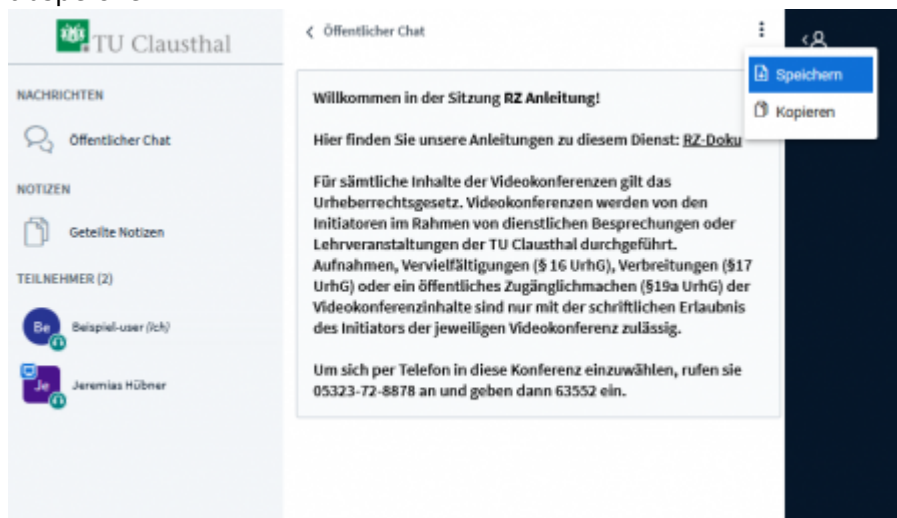 TU Clausthal
NACHRICHTEN
Öffentlicher Chat
NOTIZEN
Geteilte Notizen
TEILNEHMER (2)
Be
Beispiel-user (Ich)
Je
Jeremias Hübner
Öffentlicher Chat
Speichern
Kopieren
Willkommen in der Sitzung RZ Anleitung!
Hier finden Sie unsere Anleitungen zu diesem Dienst: RZ-Doku
Für sämtliche Inhalte der Videokonferenzen gilt das
Urheberrechtsgesetz. Videokonferenzen werden von den
Initiatoren im Rahmen von dienstlichen Besprechungen oder
Lehrveranstaltungen der TU Clausthal durchgeführt.
Aufnahmen, Vervielfältigungen (§ 16 UrhG), Verbreitungen (§17
UrhG) oder ein öffentliches Zugänglichmachen (§19a UrhG) der
Videokonferenzinhalte sind nur mit der schriftlichen Erlaubnis
des Initiators der jeweiligen Videokonferenz zulässig.
Um sich per Telefon in diese Konferenz einzuwählen, rufen sie
05323-72-8878 an und geben dann 63552 ein.